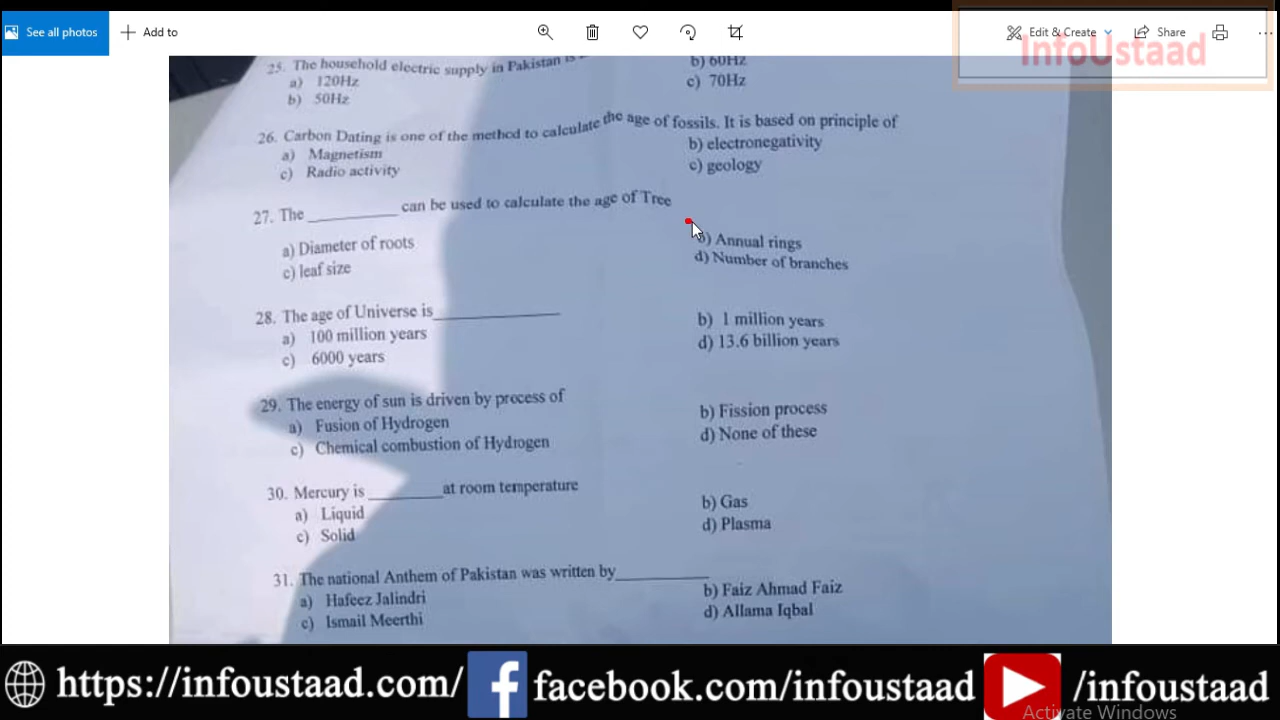 See all photos
Add to
Edit & Create
Share
InfoUstaad
25. The household electric supply in Pakistan is
a) 120Hz
b) 60Hz
b) 50Hz
c) 70Hz
26. Carbon Dating is one of the method to calculate the age of fossils. It is based on principle of
a) Magnetism
b) electronegativity
c) Radio activity
c) geology
27. The __________ can be used to calculate the age of Tree
a) Diameter of roots
b) Annual rings
c) leaf size
d) Number of branches
28. The age of Universe is______________
a) 100 million years
b) 1 million years
c) 6000 years
d) 13.6 billion years
29. The energy of sun is driven by process of
a) Fusion of Hydrogen
b) Fission process
c) Chemical combustion of Hydrogen
d) None of these
30. Mercury is ________at room temperature
a) Liquid
b) Gas
c) Solid
d) Plasma
31. The national Anthem of Pakistan was written by__________
a) Hafeez Jalindri
b) Faiz Ahmad Faiz
c) Ismail Meerthi
d) Allama Iqbal
https://infoustaad.com/
facebook.com/infoustaad
/infoustaad
Activate Windows